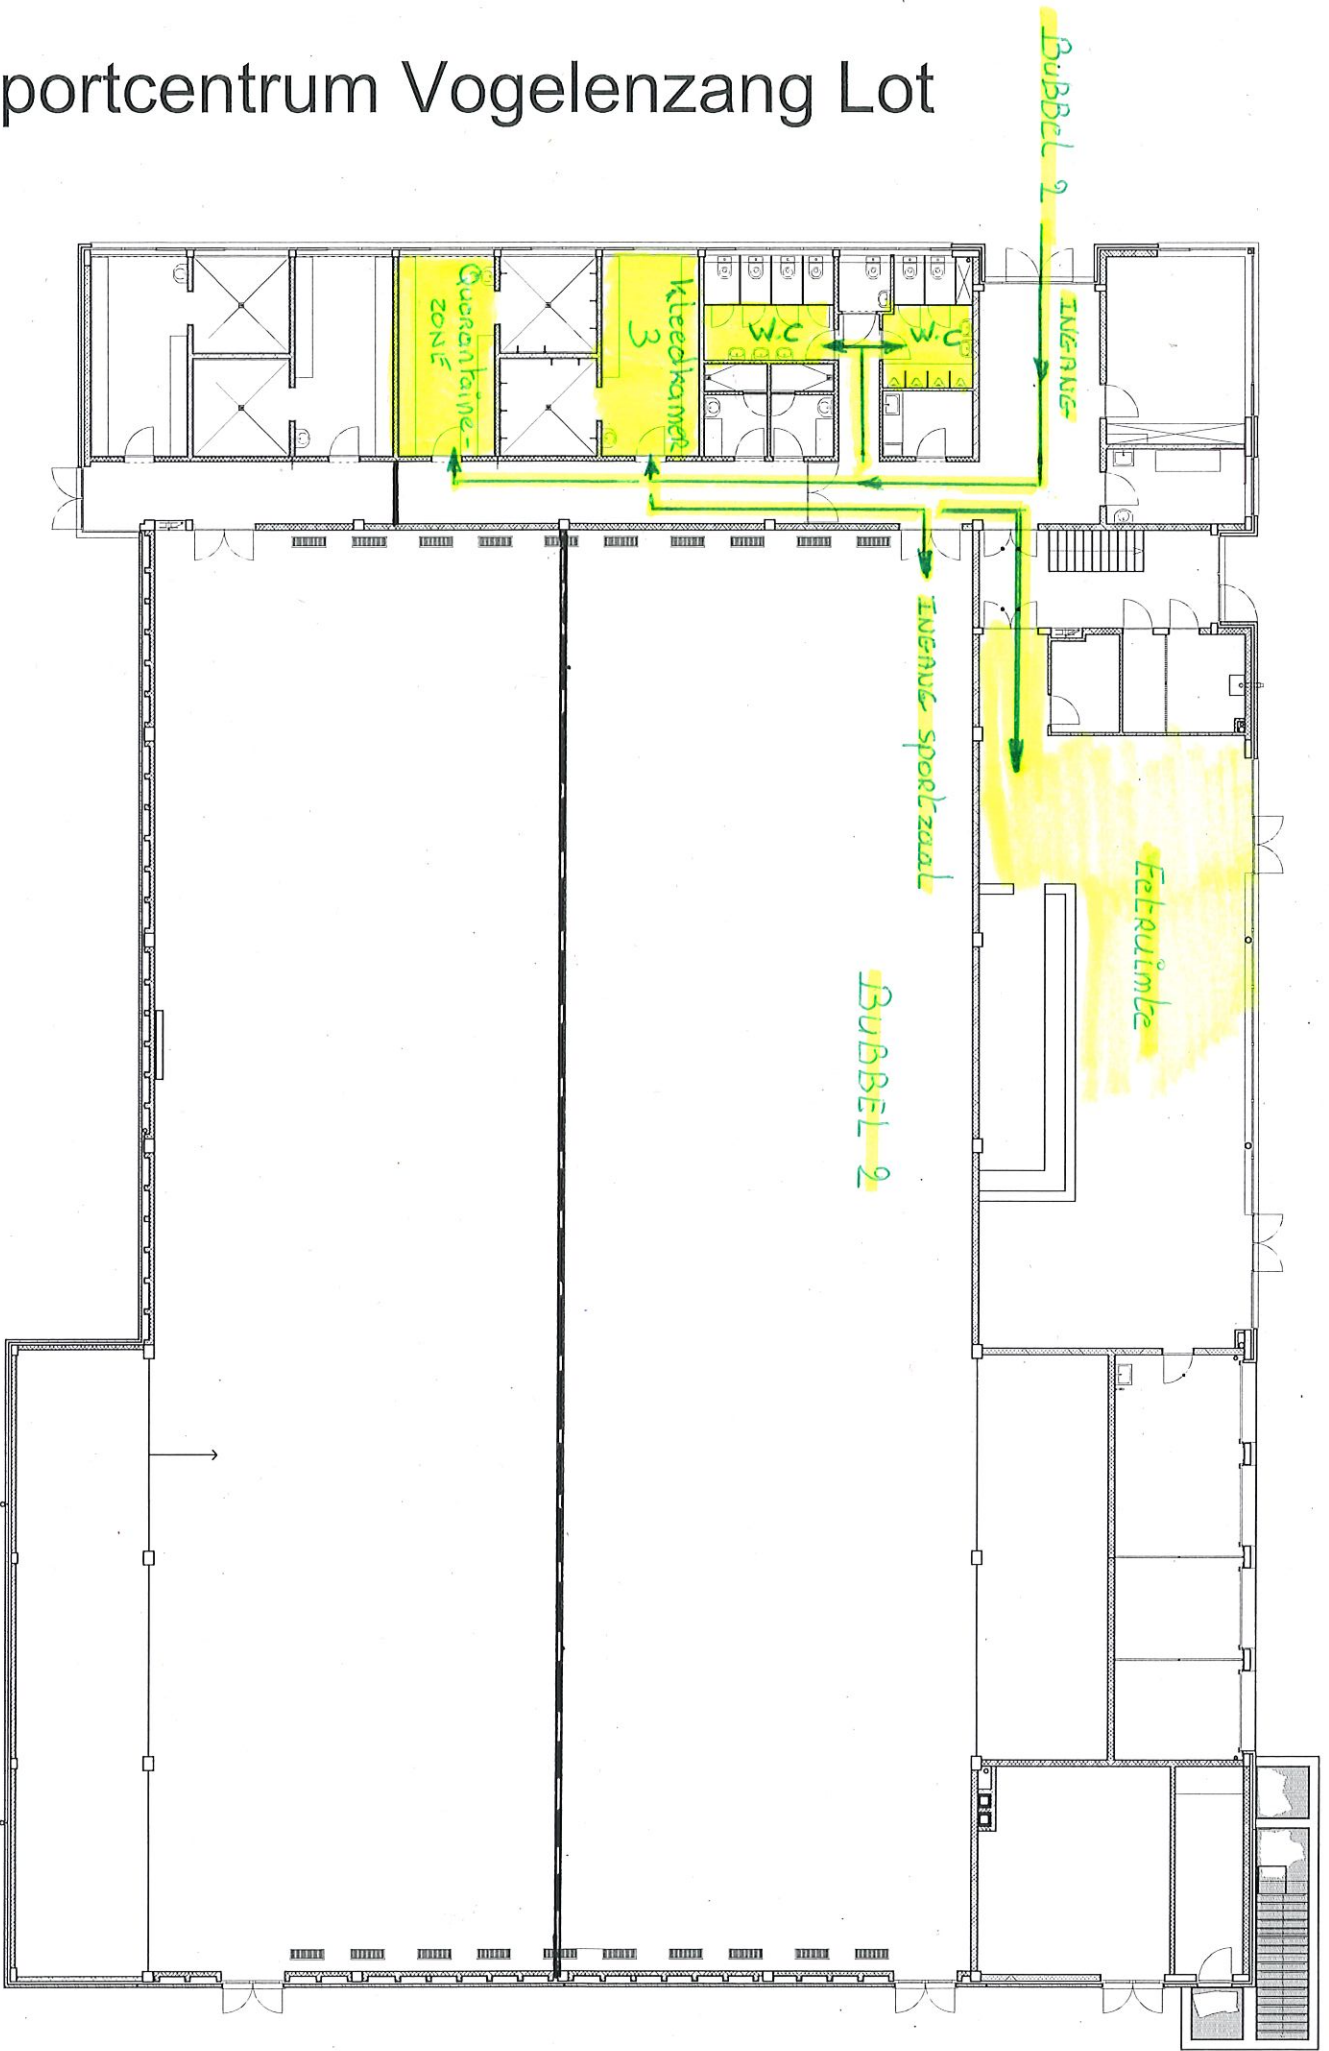 portcentrum Vogelenzang Lot
BUBBEL 2
INGANG
Quarantaine-
ZONE
Kleedkamer
3
W.C
W.C
INGANG sportzaal
Eetruimte
BUBBEL 2